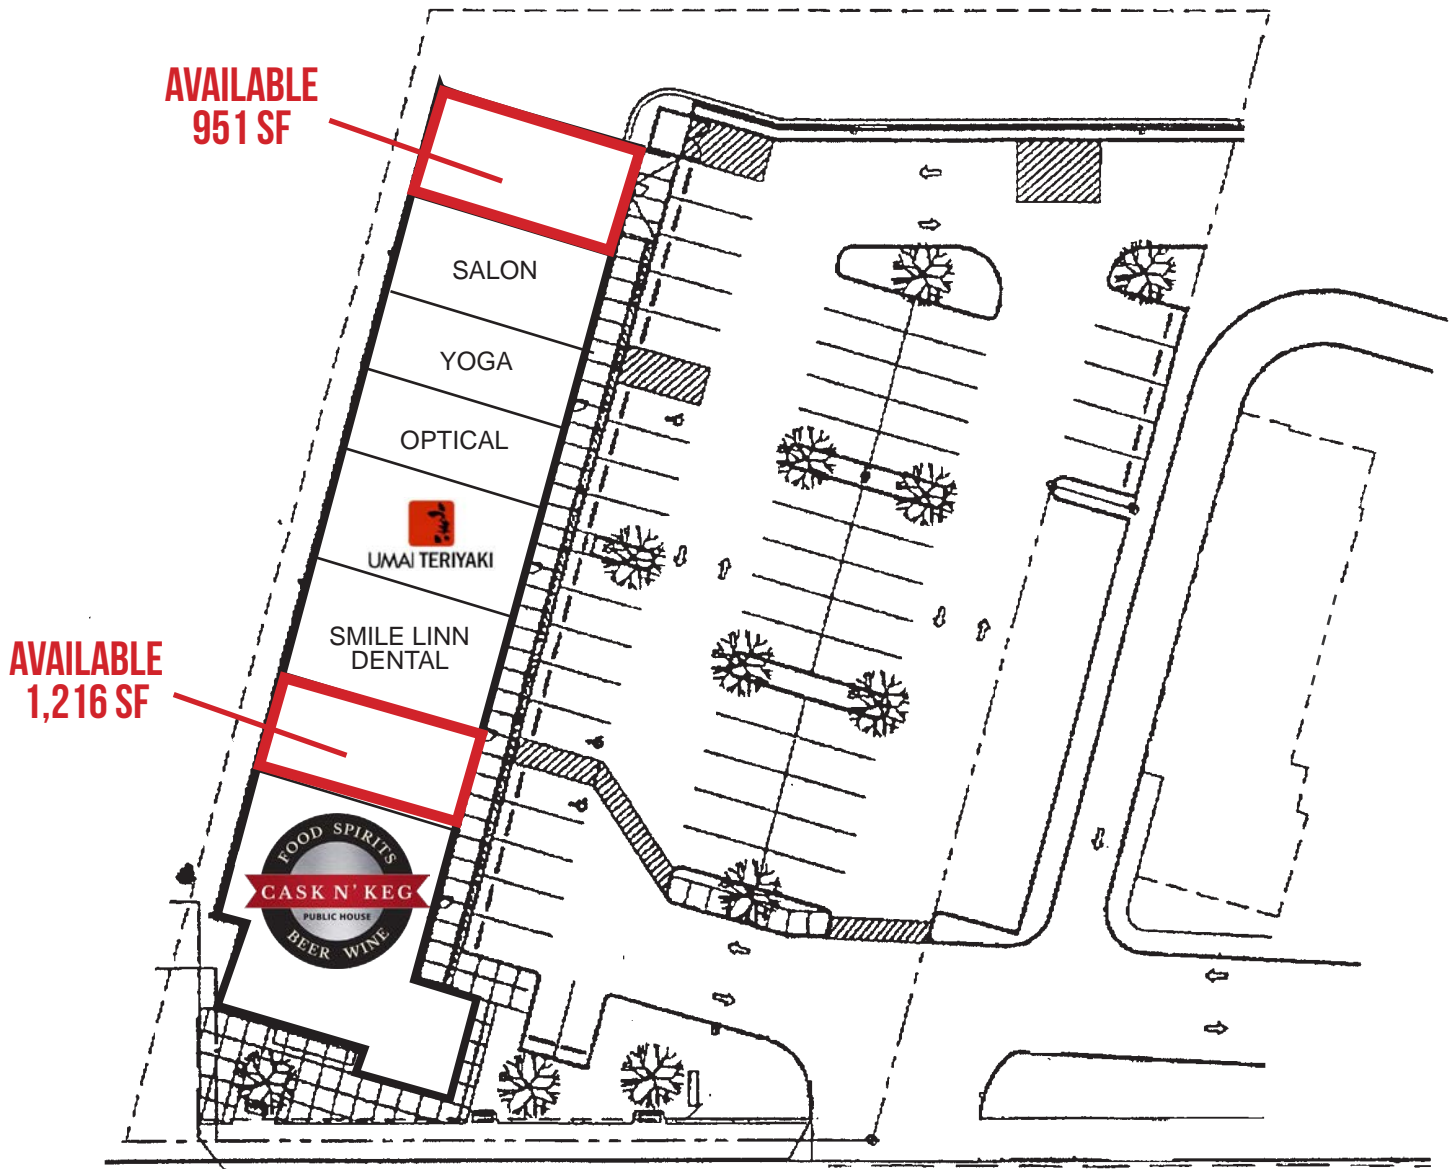 AVAILABLE
951 SF
SALON
YOGA
OPTICAL
UMAI TERIYAKI
SMILE LINN
DENTAL
AVAILABLE
1,216 SF
FOOD SPIRITS
CASK N' KEG
PUBLIC HOUSE
BEER WINE